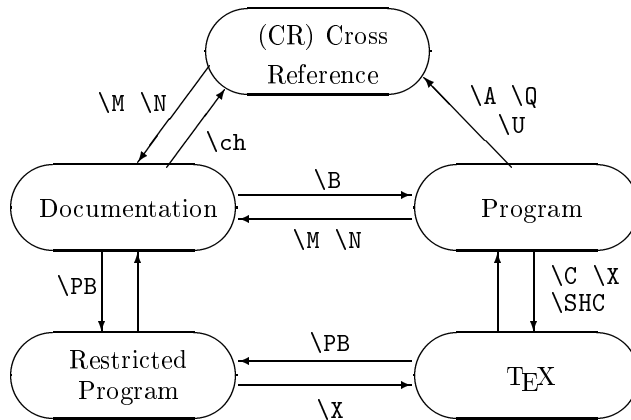 (CR) Cross
Reference
\M \N
\A \Q
\U
\ch
Documentation
\B
Program
\M \N
\PB
\C \X
\SHC
Restricted
Program
\PB
TEX
\X